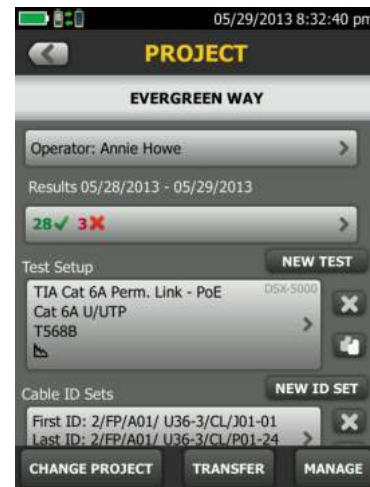 05/29/2013 8:32:40 pm
PROJECT
EVERGREEN WAY
Operator: Annie Howe
Results 05/28/2013 - 05/29/2013
28 3
Test Setup
NEW TEST
TIA Cat 6A Perm. Link - PoE
DSX-5000
Cat 6A U/UTP
T568B
Cable ID Sets
NEW ID SET
First ID: 2/FP/A01/ U36-3/CL/J01-01
Last ID: 2/FP/A01/ U36-3/CL/P01-24
CHANGE PROJECT
TRANSFER
MANAGE